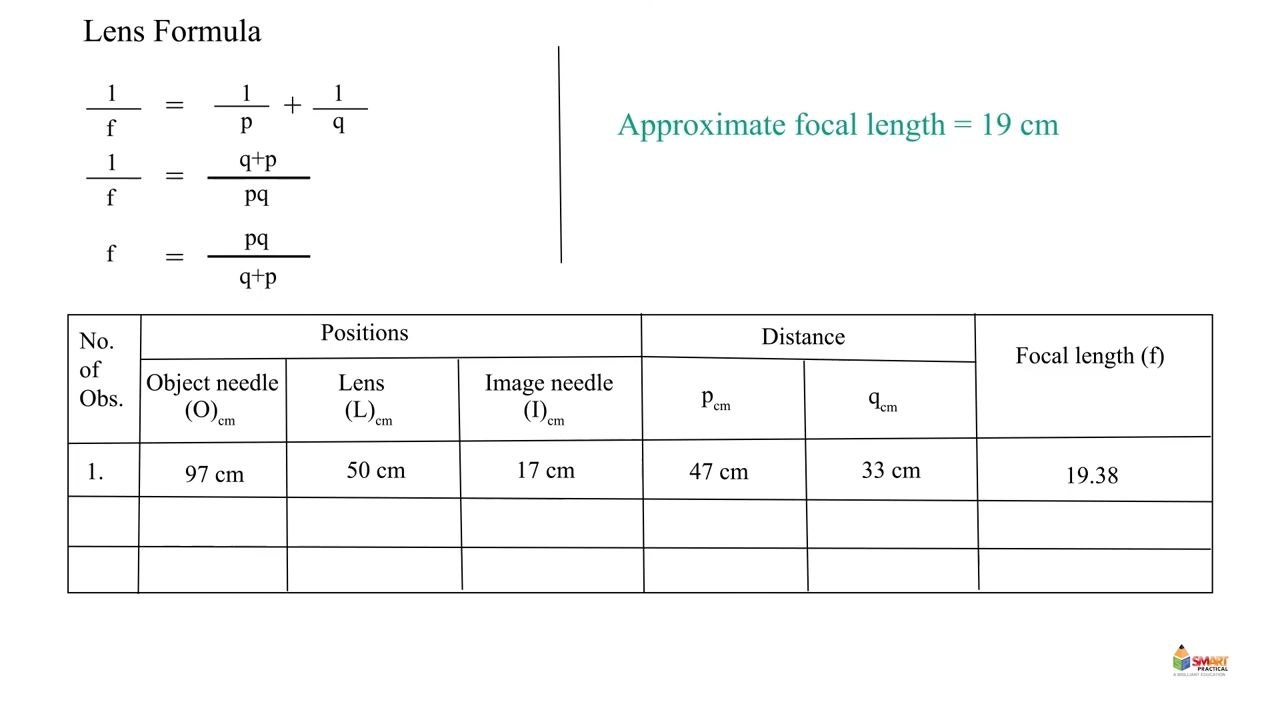 Lens Formula
1/f = 1/p + 1/q
1/f = q+p/pq
f = pq/q+p
Approximate focal length = 19 cm
No. of Obs.
Positions
Distance
Focal length (f)
Object needle (O)cm
Lens (L)cm
Image needle (I)cm
pcm
qcm
1. 97 cm 50 cm 17 cm 47 cm 33 cm 19.38
SMART
PRACTICAL
A BRILLIANT EDUCATION